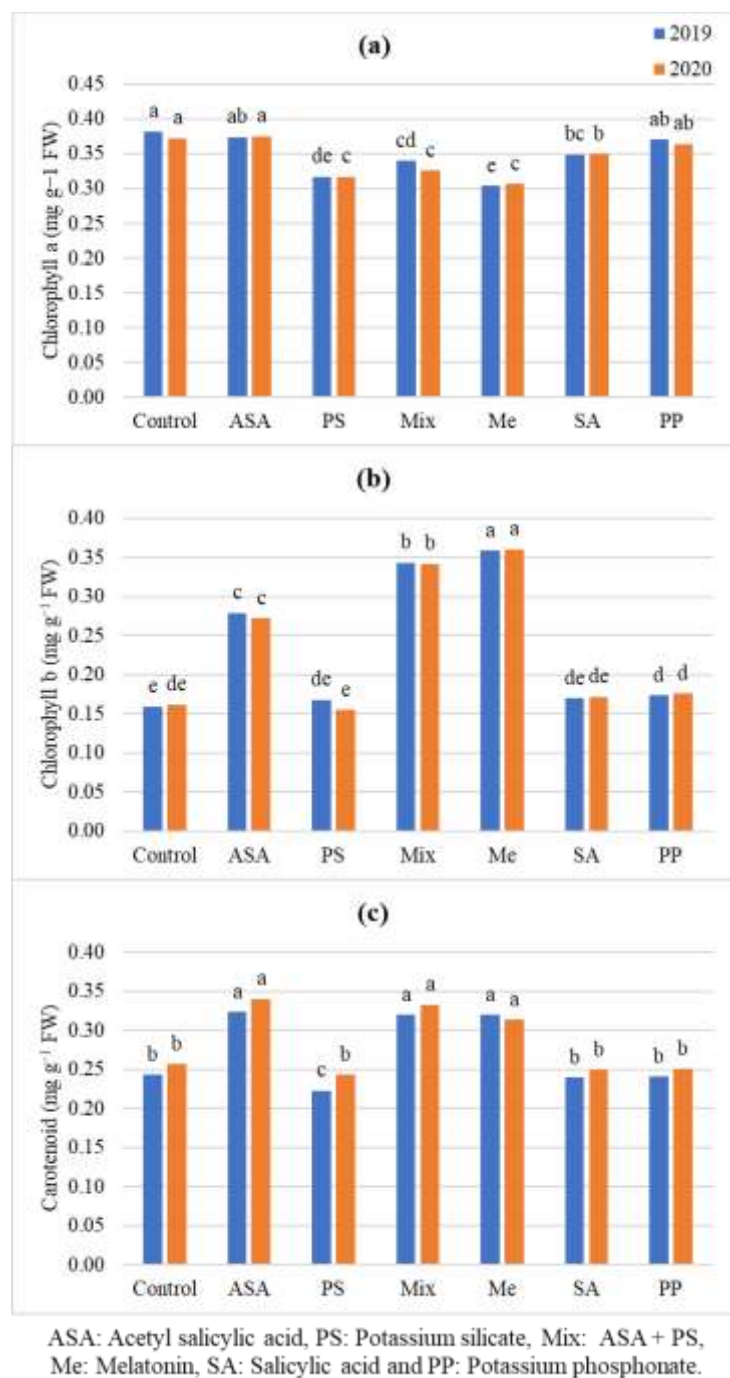 (a)
2019
2020
Chlorophyll a (mg g−1 FW)
0.45
0.40
0.35
0.30
0.25
0.20
0.15
0.10
0.05
0.00
a a ab a de c cd c e c bc b ab ab
Control ASA PS Mix Me SA PP
(b)
Chlorophyll b (mg g⁻¹ FW)
0.40
0.35
0.30
0.25
0.20
0.15
0.10
0.05
0.00
e de c c de e b b a a de de d d
Control ASA PS Mix Me SA PP
(c)
Carotenoid (mg g⁻¹ FW)
0.40
0.35
0.30
0.25
0.20
0.15
0.10
0.05
0.00
b b a a c b a a a a b b b b
Control ASA PS Mix Me SA PP
ASA: Acetyl salicylic acid, PS: Potassium silicate, Mix: ASA + PS,
Me: Melatonin, SA: Salicylic acid and PP: Potassium phosphonate.